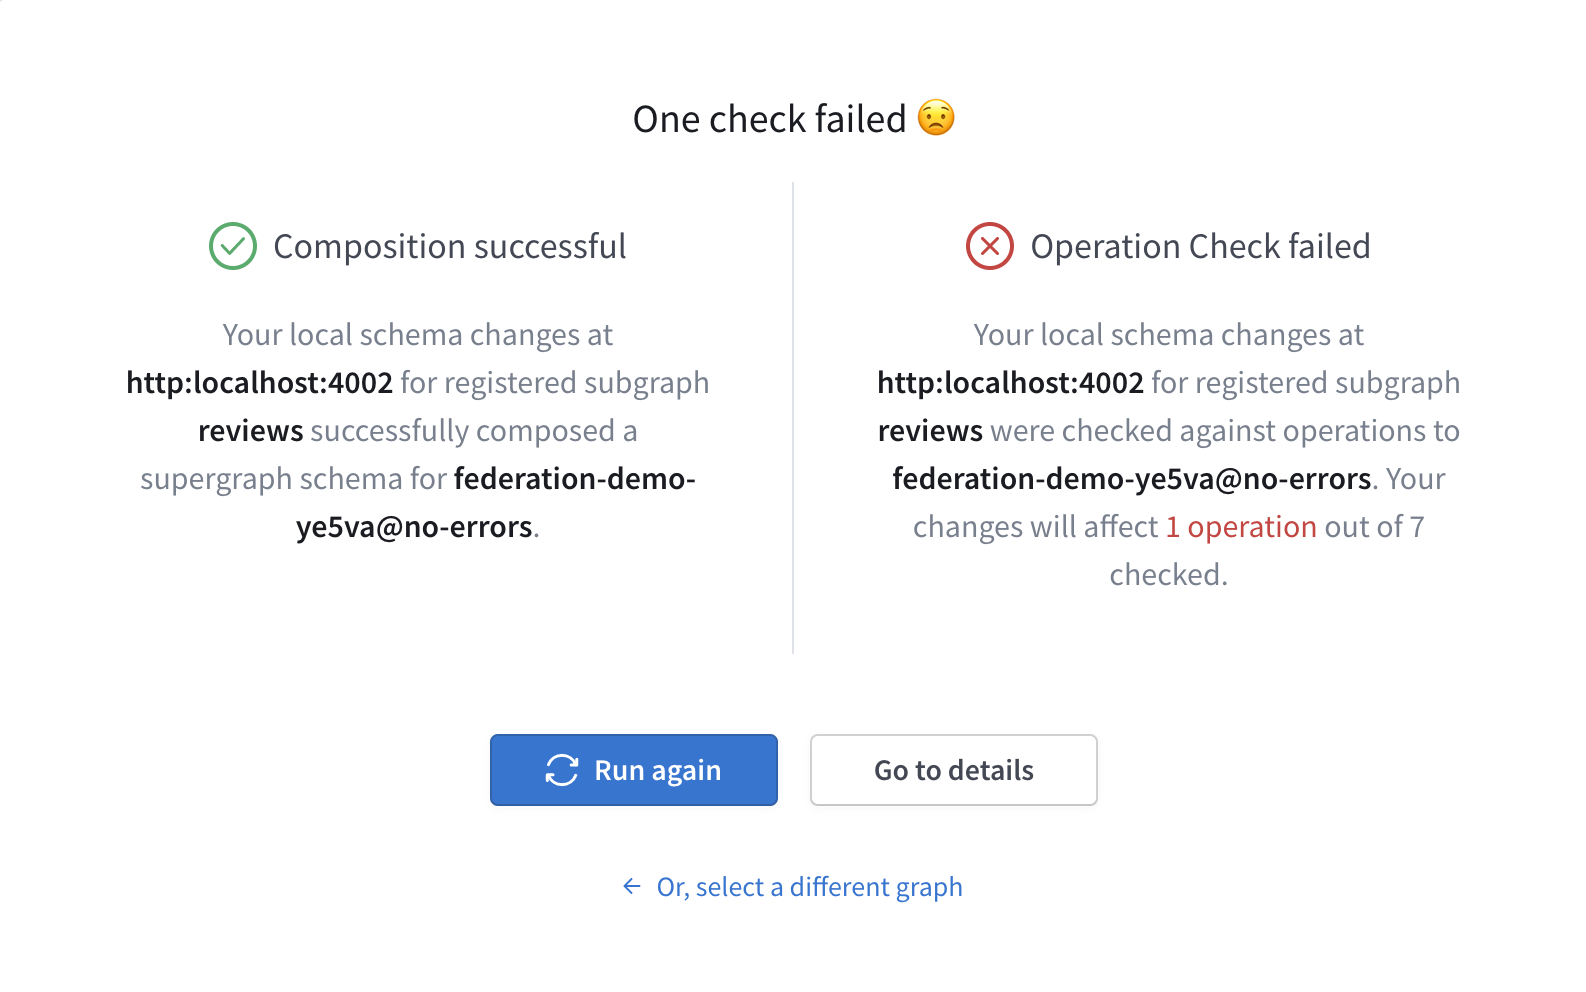 One check failed 😟
Composition successful
Your local schema changes at
http:localhost:4002 for registered subgraph
reviews successfully composed a
supergraph schema for federation-demo-
ye5va@no-errors.
Operation Check failed
Your local schema changes at
http:localhost:4002 for registered subgraph
reviews were checked against operations to
federation-demo-ye5va@no-errors. Your
changes will affect 1 operation out of 7
checked.
Run again
Go to details
← Or, select a different graph